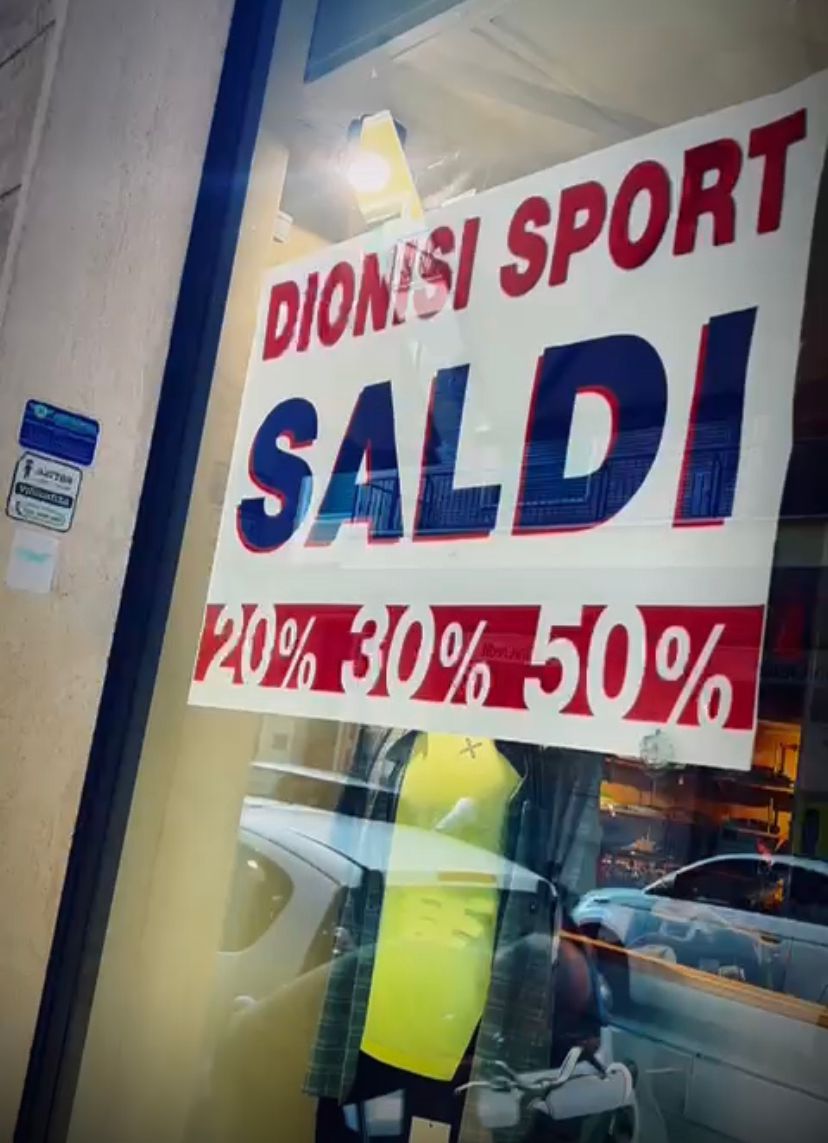 DIONISI SPORT
SALDI
20% 30% 50%